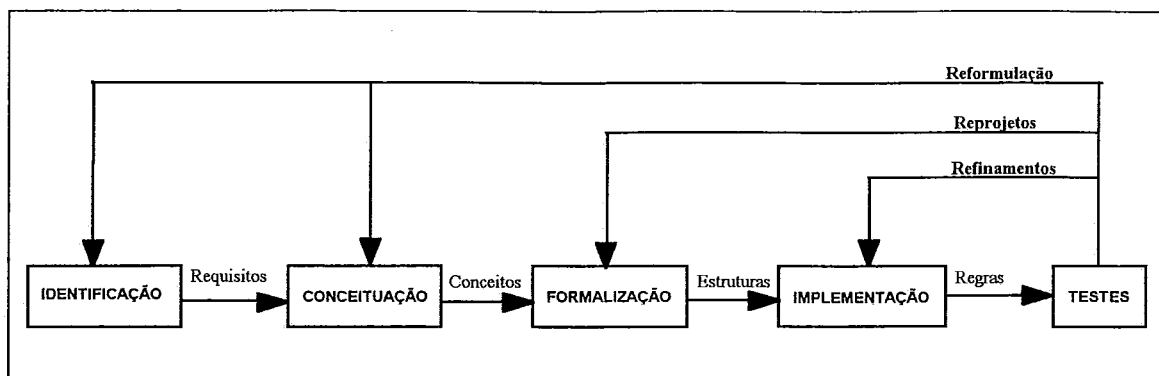 Reformulação
Reprojetos
Refinamentos
IDENTIFICAÇÃO
Requisitos
CONCEITUAÇÃO
Conceitos
FORMALIZAÇÃO
Estruturas
IMPLEMENTAÇÃO
Regras
TESTES